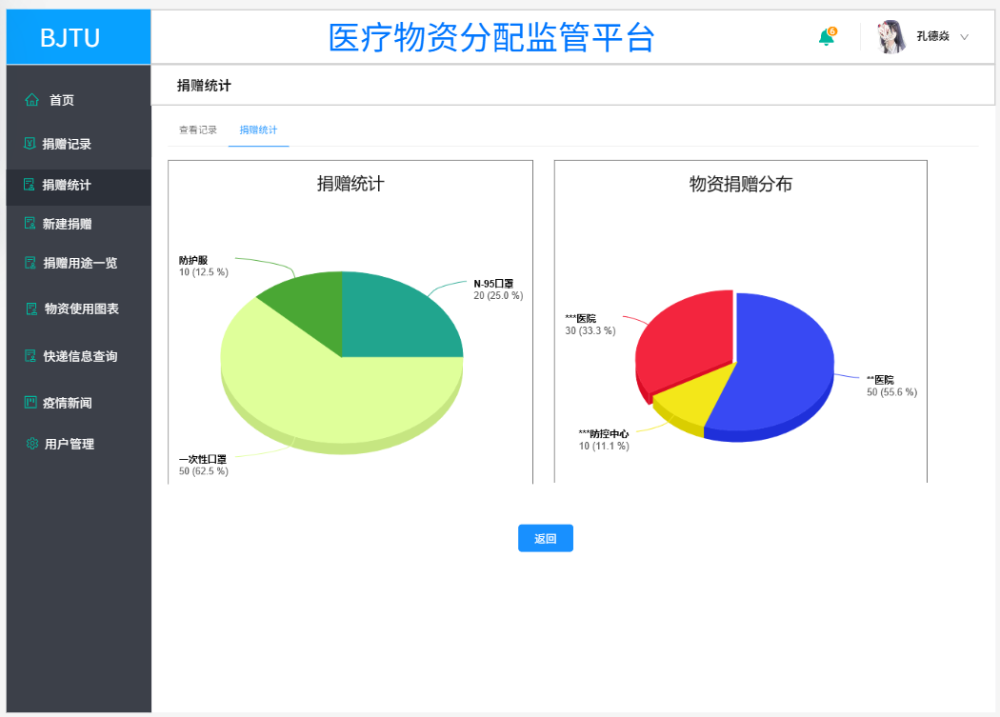 BJTU
医疗物资分配监管平台
6
孔德焱
首页
捐赠记录
捐赠统计
新建捐赠
捐赠用途一览
物资使用图表
快递信息查询
疫情新闻
用户管理
捐赠统计
查看记录
捐赠统计
捐赠统计
防护服
10 (12.5 %)
N-95口罩
20 (25.0 %)
一次性口罩
50 (62.5 %)
物资捐赠分布
***医院
30 (33.3 %)
**医院
50 (55.6 %)
***防控中心
10 (11.1 %)
返回